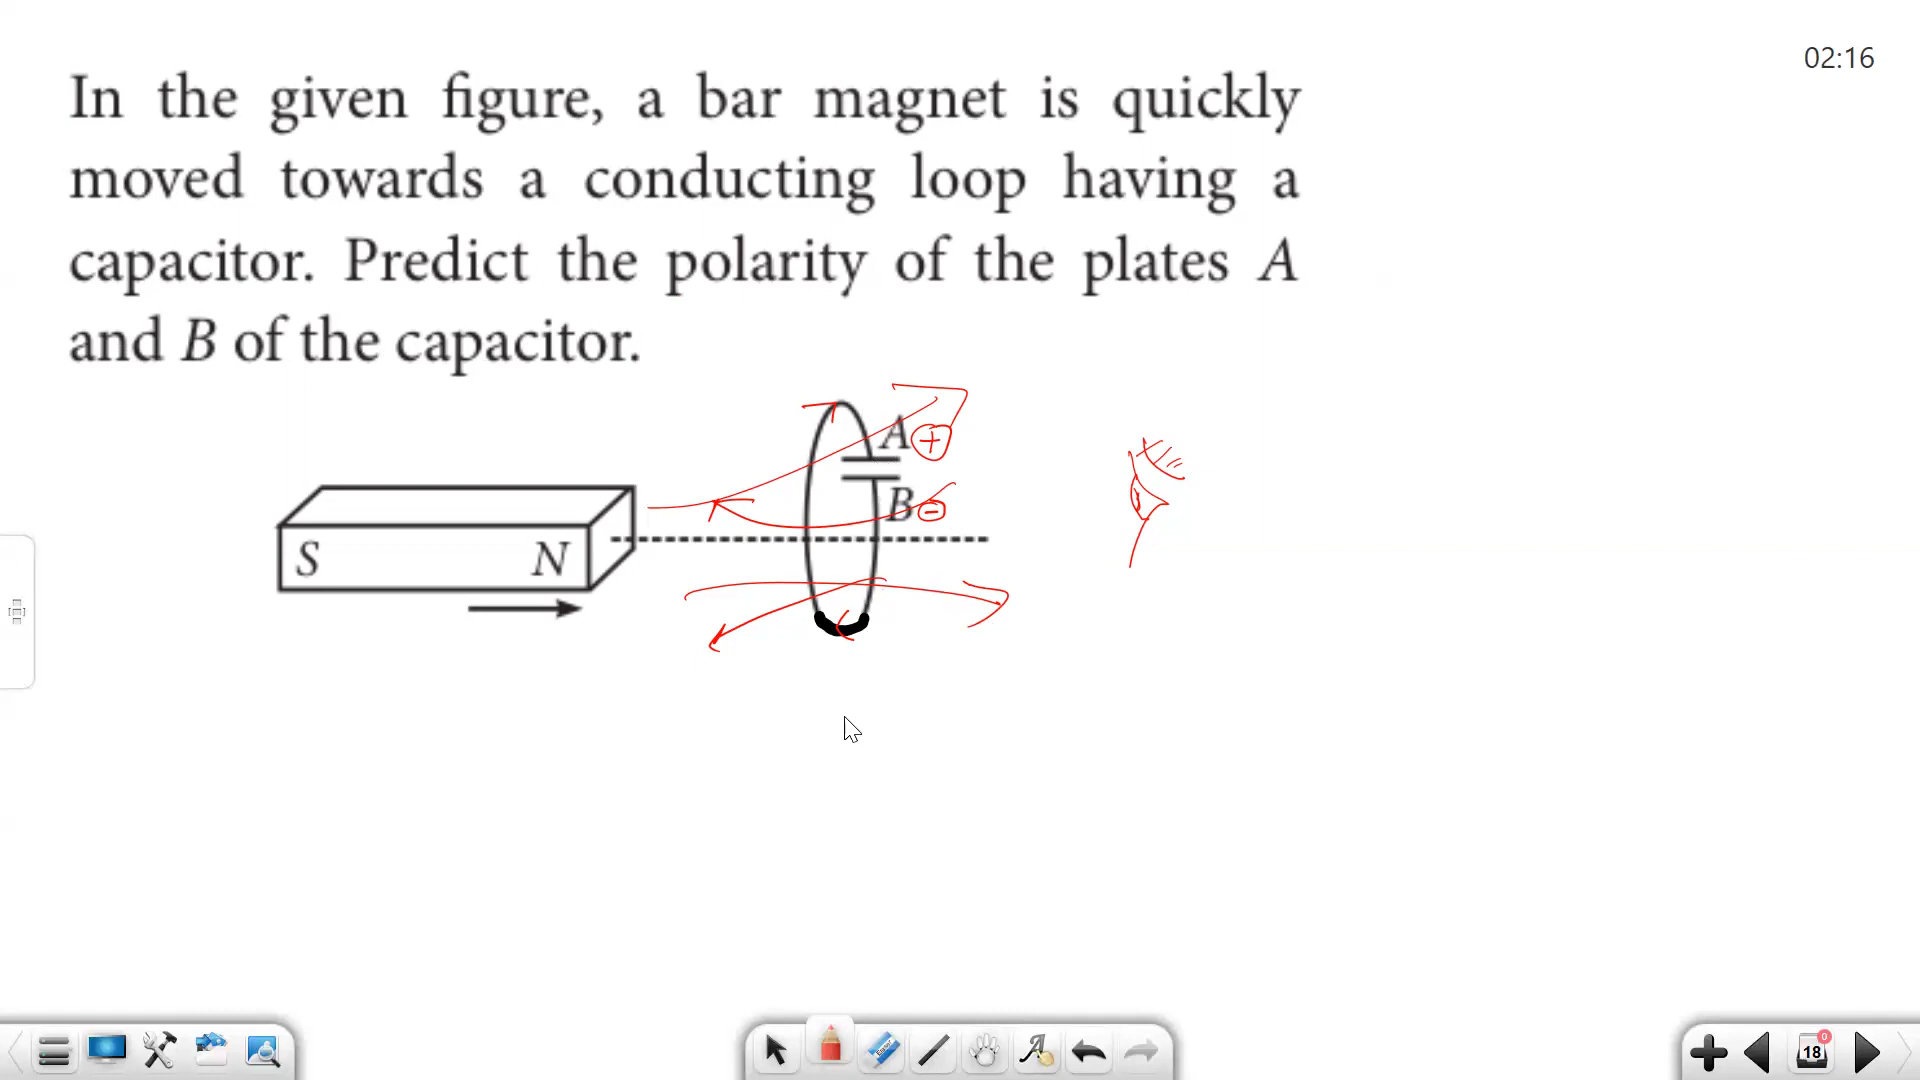 02:16
In the given figure, a bar magnet is quickly
moved towards a conducting loop having a
capacitor. Predict the polarity of the plates A
and B of the capacitor.
A +
B −
S N
18
0